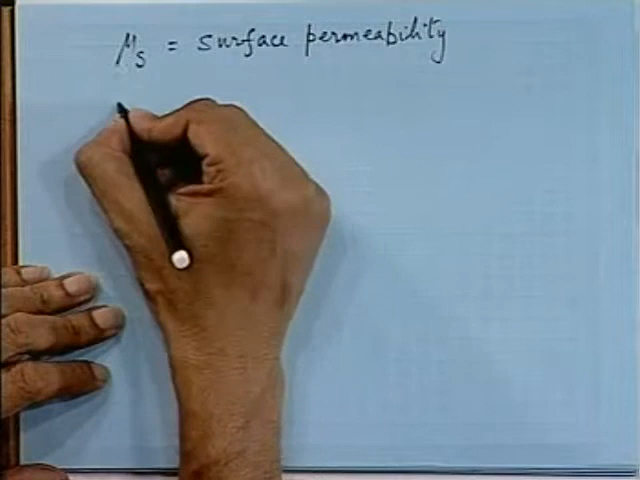 μs = surface permeability